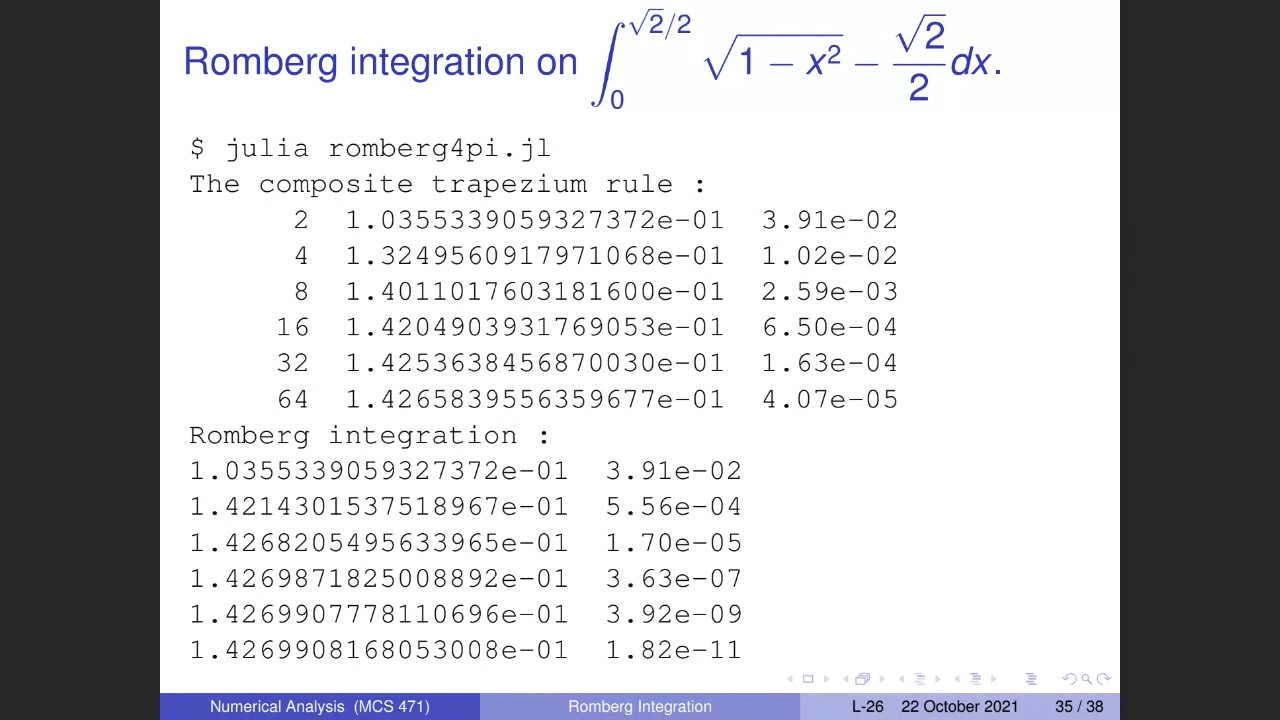 Romberg integration on ∫₀^{√2/2} √(1 − x²) − √2/2 dx.
$ julia romberg4pi.jl
The composite trapezium rule :
2 1.0355339059327372e-01 3.91e-02
4 1.3249560917971068e-01 1.02e-02
8 1.4011017603181600e-01 2.59e-03
16 1.4204903931769053e-01 6.50e-04
32 1.4253638456870030e-01 1.63e-04
64 1.4265839556359677e-01 4.07e-05
Romberg integration :
1.0355339059327372e-01 3.91e-02
1.4214301537518967e-01 5.56e-04
1.4268205495633965e-01 1.70e-05
1.4269871825008892e-01 3.63e-07
1.4269907778110696e-01 3.92e-09
1.4269908168053008e-01 1.82e-11
Numerical Analysis (MCS 471) Romberg Integration L-26 22 October 2021 35 / 38